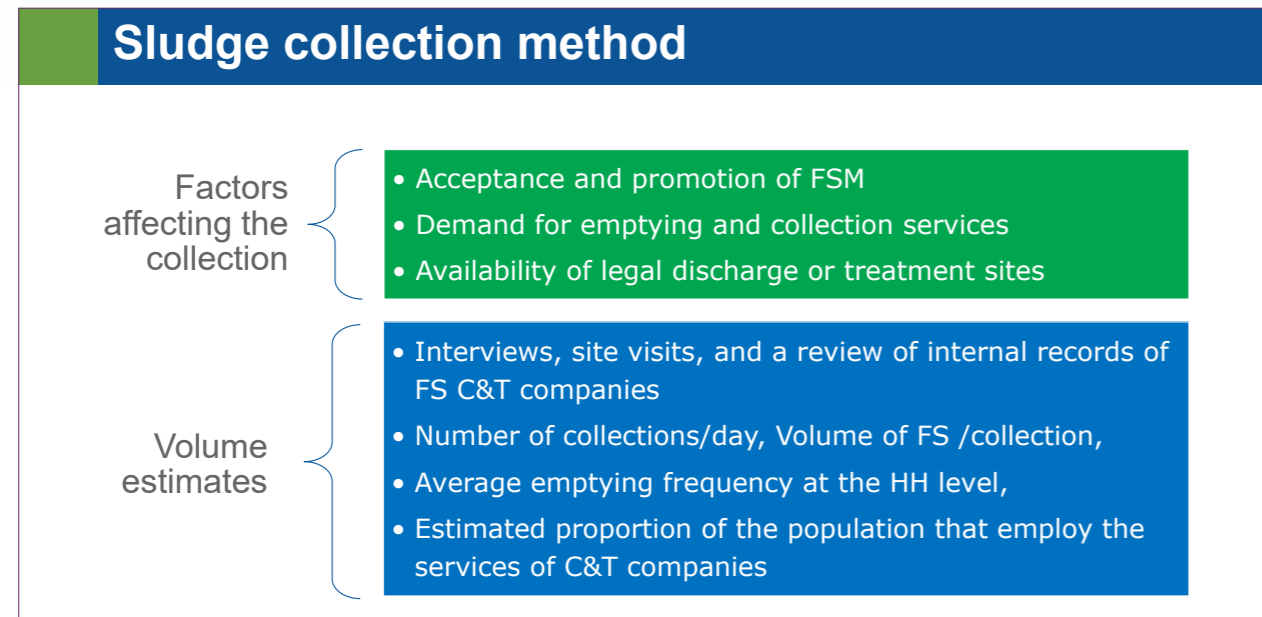 Sludge collection method
Factors
affecting the
collection
• Acceptance and promotion of FSM
• Demand for emptying and collection services
• Availability of legal discharge or treatment sites
Volume
estimates
• Interviews, site visits, and a review of internal records of
FS C&T companies
• Number of collections/day, Volume of FS /collection,
• Average emptying frequency at the HH level,
• Estimated proportion of the population that employ the
services of C&T companies